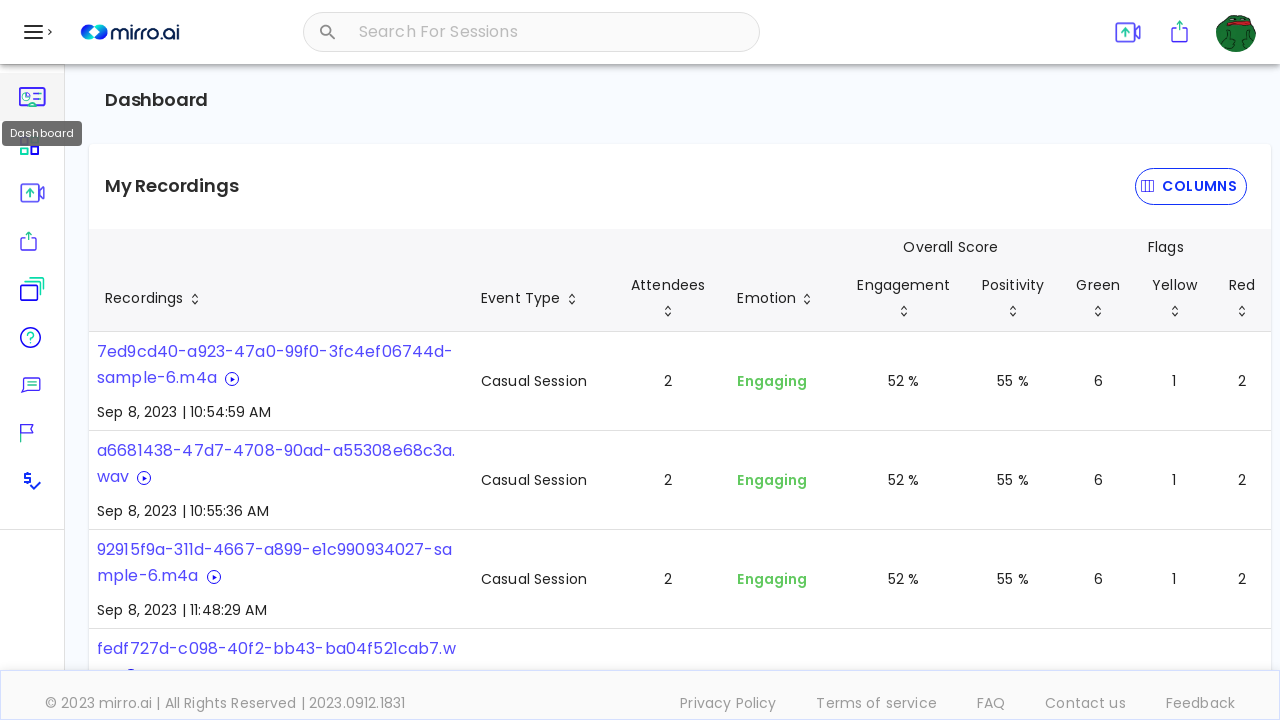 mirro.ai
Search For Sessions
Dashboard
Dashboard
My Recordings
COLUMNS
Overall Score
Flags
Recordings
Event Type
Attendees
Emotion
Engagement
Positivity
Green
Yellow
Red
7ed9cd40-a923-47a0-99f0-3fc4ef06744d-
sample-6.m4a
Sep 8, 2023 | 10:54:59 AM
Casual Session
2
Engaging
52 %
55 %
6
1
2
a6681438-47d7-4708-90ad-a55308e68c3a.
wav
Sep 8, 2023 | 10:55:36 AM
Casual Session
2
Engaging
52 %
55 %
6
1
2
92915f9a-311d-4667-a899-e1c990934027-sa
mple-6.m4a
Sep 8, 2023 | 11:48:29 AM
Casual Session
2
Engaging
52 %
55 %
6
1
2
fedf727d-c098-40f2-bb43-ba04f521cab7.w
© 2023 mirro.ai | All Rights Reserved | 2023.0912.1831
Privacy Policy
Terms of service
FAQ
Contact us
Feedback